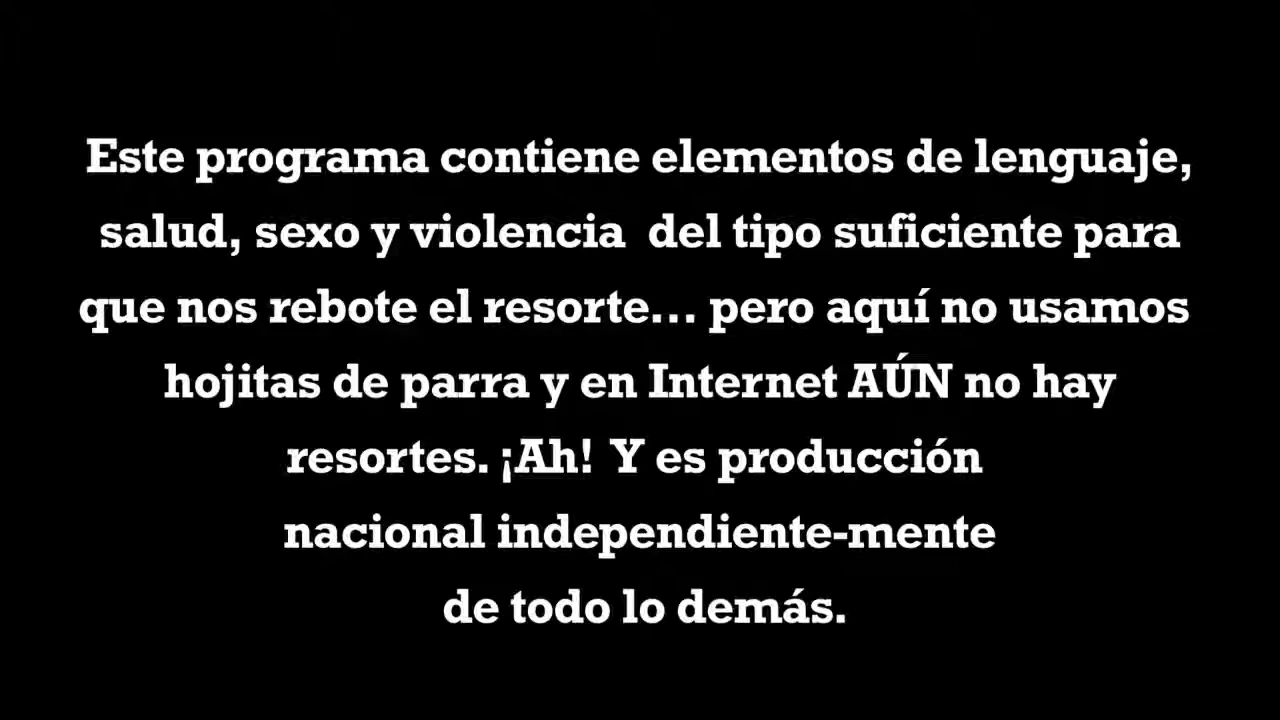 Este programa contiene elementos de lenguaje,
salud, sexo y violencia del tipo suficiente para
que nos rebote el resorte... pero aquí no usamos
hojitas de parra y en Internet AÚN no hay
resortes. ¡Ah! Y es producción
nacional independiente-mente
de todo lo demás.